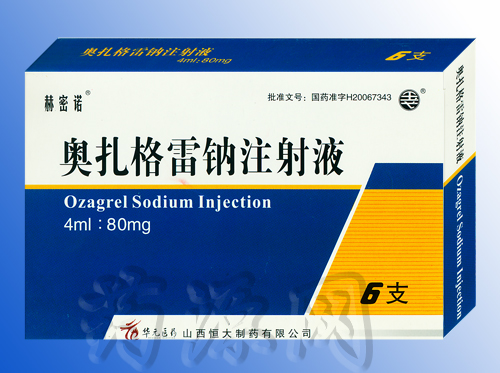 奥扎格雷钠注射液
4ml:80mg
6支
赫密诺®
批准文号:国药准字H20067343
®
奥扎格雷钠注射液
Ozagrel Sodium Injection
4ml:80mg
6支
华元医药 山西恒大制药有限公司
奥扎格雷钠注射液
Ozagrel Sodium Injection